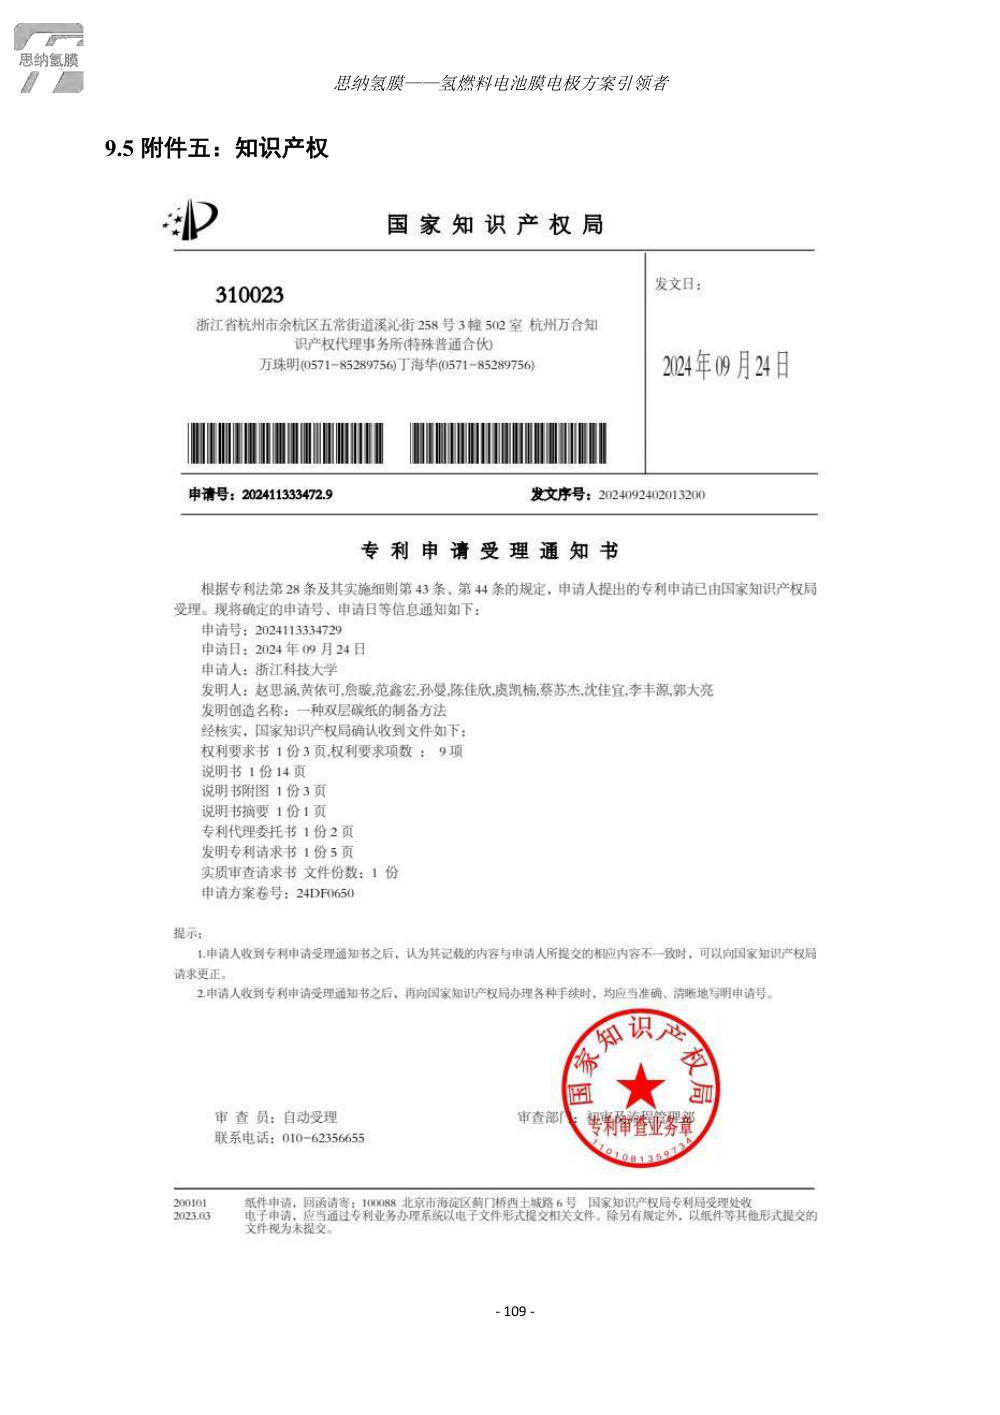 思纳氢膜
思纳氢膜——氢燃料电池膜电极方案引领者
9.5 附件五：知识产权
国家知识产权局
310023
浙江省杭州市余杭区五常街道溪沁街 258 号 3 幢 502 室 杭州万合知
识产权代理事务所(特殊普通合伙)
万珠明(0571-85289756)丁海华(0571-85289756)
发文日：
2024年09月24日
申请号：202411333472.9
发文序号：2024092402013200
专利申请受理通知书
根据专利法第 28 条及其实施细则第 43 条、第 44 条的规定，申请人提出的专利申请已由国家知识产权局
受理。现将确定的申请号、申请日等信息通知如下：
申请号：2024113334729
申请日：2024 年 09 月 24 日
申请人：浙江科技大学
发明人：赵思涵,黄依可,詹璇,范鑫宏,孙曼,陈佳欣,虞凯楠,蔡苏杰,沈佳宜,李丰源,郭大亮
发明创造名称：一种双层碳纸的制备方法
经核实，国家知识产权局确认收到文件如下：
权利要求书 1 份 3 页,权利要求项数 ： 9 项
说明书 1 份 14 页
说明书附图 1 份 3 页
说明书摘要 1 份 1 页
专利代理委托书 1 份 2 页
发明专利请求书 1 份 5 页
实质审查请求书 文件份数：1 份
申请方案卷号：24DF0650
提示：
1.申请人收到专利申请受理通知书之后，认为其记载的内容与申请人所提交的相应内容不一致时，可以向国家知识产权局
请求更正。
2.申请人收到专利申请受理通知书之后，再向国家知识产权局办理各种手续时，均应当准确、清晰地写明申请号。
审 查 员：自动受理
审查部门：初审及流程管理部
联系电话：010-62356655
国家知识产权局
专利审查业务章
1101081359734
200101 纸件申请，回函请寄：100088 北京市海淀区蓟门桥西土城路 6 号 国家知识产权局专利局受理处收
2023.03 电子申请，应当通过专利业务办理系统以电子文件形式提交相关文件。除另有规定外，以纸件等其他形式提交的
文件视为未提交。
- 109 -